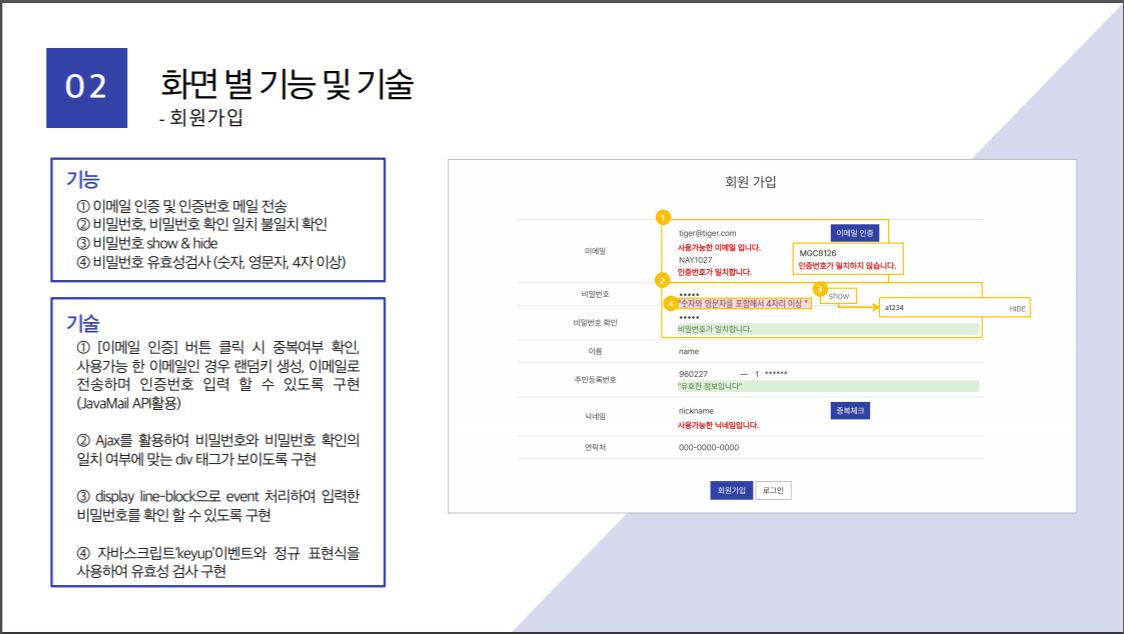 02
화면 별 기능 및 기술
- 회원가입
기능
① 이메일 인증 및 인증번호 메일 전송
② 비밀번호, 비밀번호 확인 일치 불일치 확인
③ 비밀번호 show & hide
④ 비밀번호 유효성검사 (숫자, 영문자, 4자 이상)
기술
① [이메일 인증] 버튼 클릭 시 중복여부 확인,
사용가능 한 이메일인 경우 랜덤키 생성, 이메일로
전송하며 인증번호 입력 할 수 있도록 구현
(JavaMail API활용)
② Ajax를 활용하여 비밀번호와 비밀번호 확인의
일치 여부에 맞는 div 태그가 보이도록 구현
③ display line-block으로 event 처리하여 입력한
비밀번호를 확인 할 수 있도록 구현
④ 자바스크립트'keyup'이벤트와 정규 표현식을
사용하여 유효성 검사 구현
회원 가입
1
이메일
tiger@tiger.com
이메일 인증
사용가능한 이메일 입니다.
NAY1027
인증번호가 일치합니다.
MGC8126
인증번호가 일치하지 않습니다.
2
비밀번호
•••••
3
show
4
"숫자와 영문자를 포함해서 4자리 이상 "
a1234
HIDE
비밀번호 확인
•••••
비밀번호가 일치합니다.
이름
name
주민등록번호
960227 — 1 ******
"유효한 정보입니다"
닉네임
nickname
중복체크
사용가능한 닉네임입니다.
연락처
000-0000-0000
회원가입
로그인